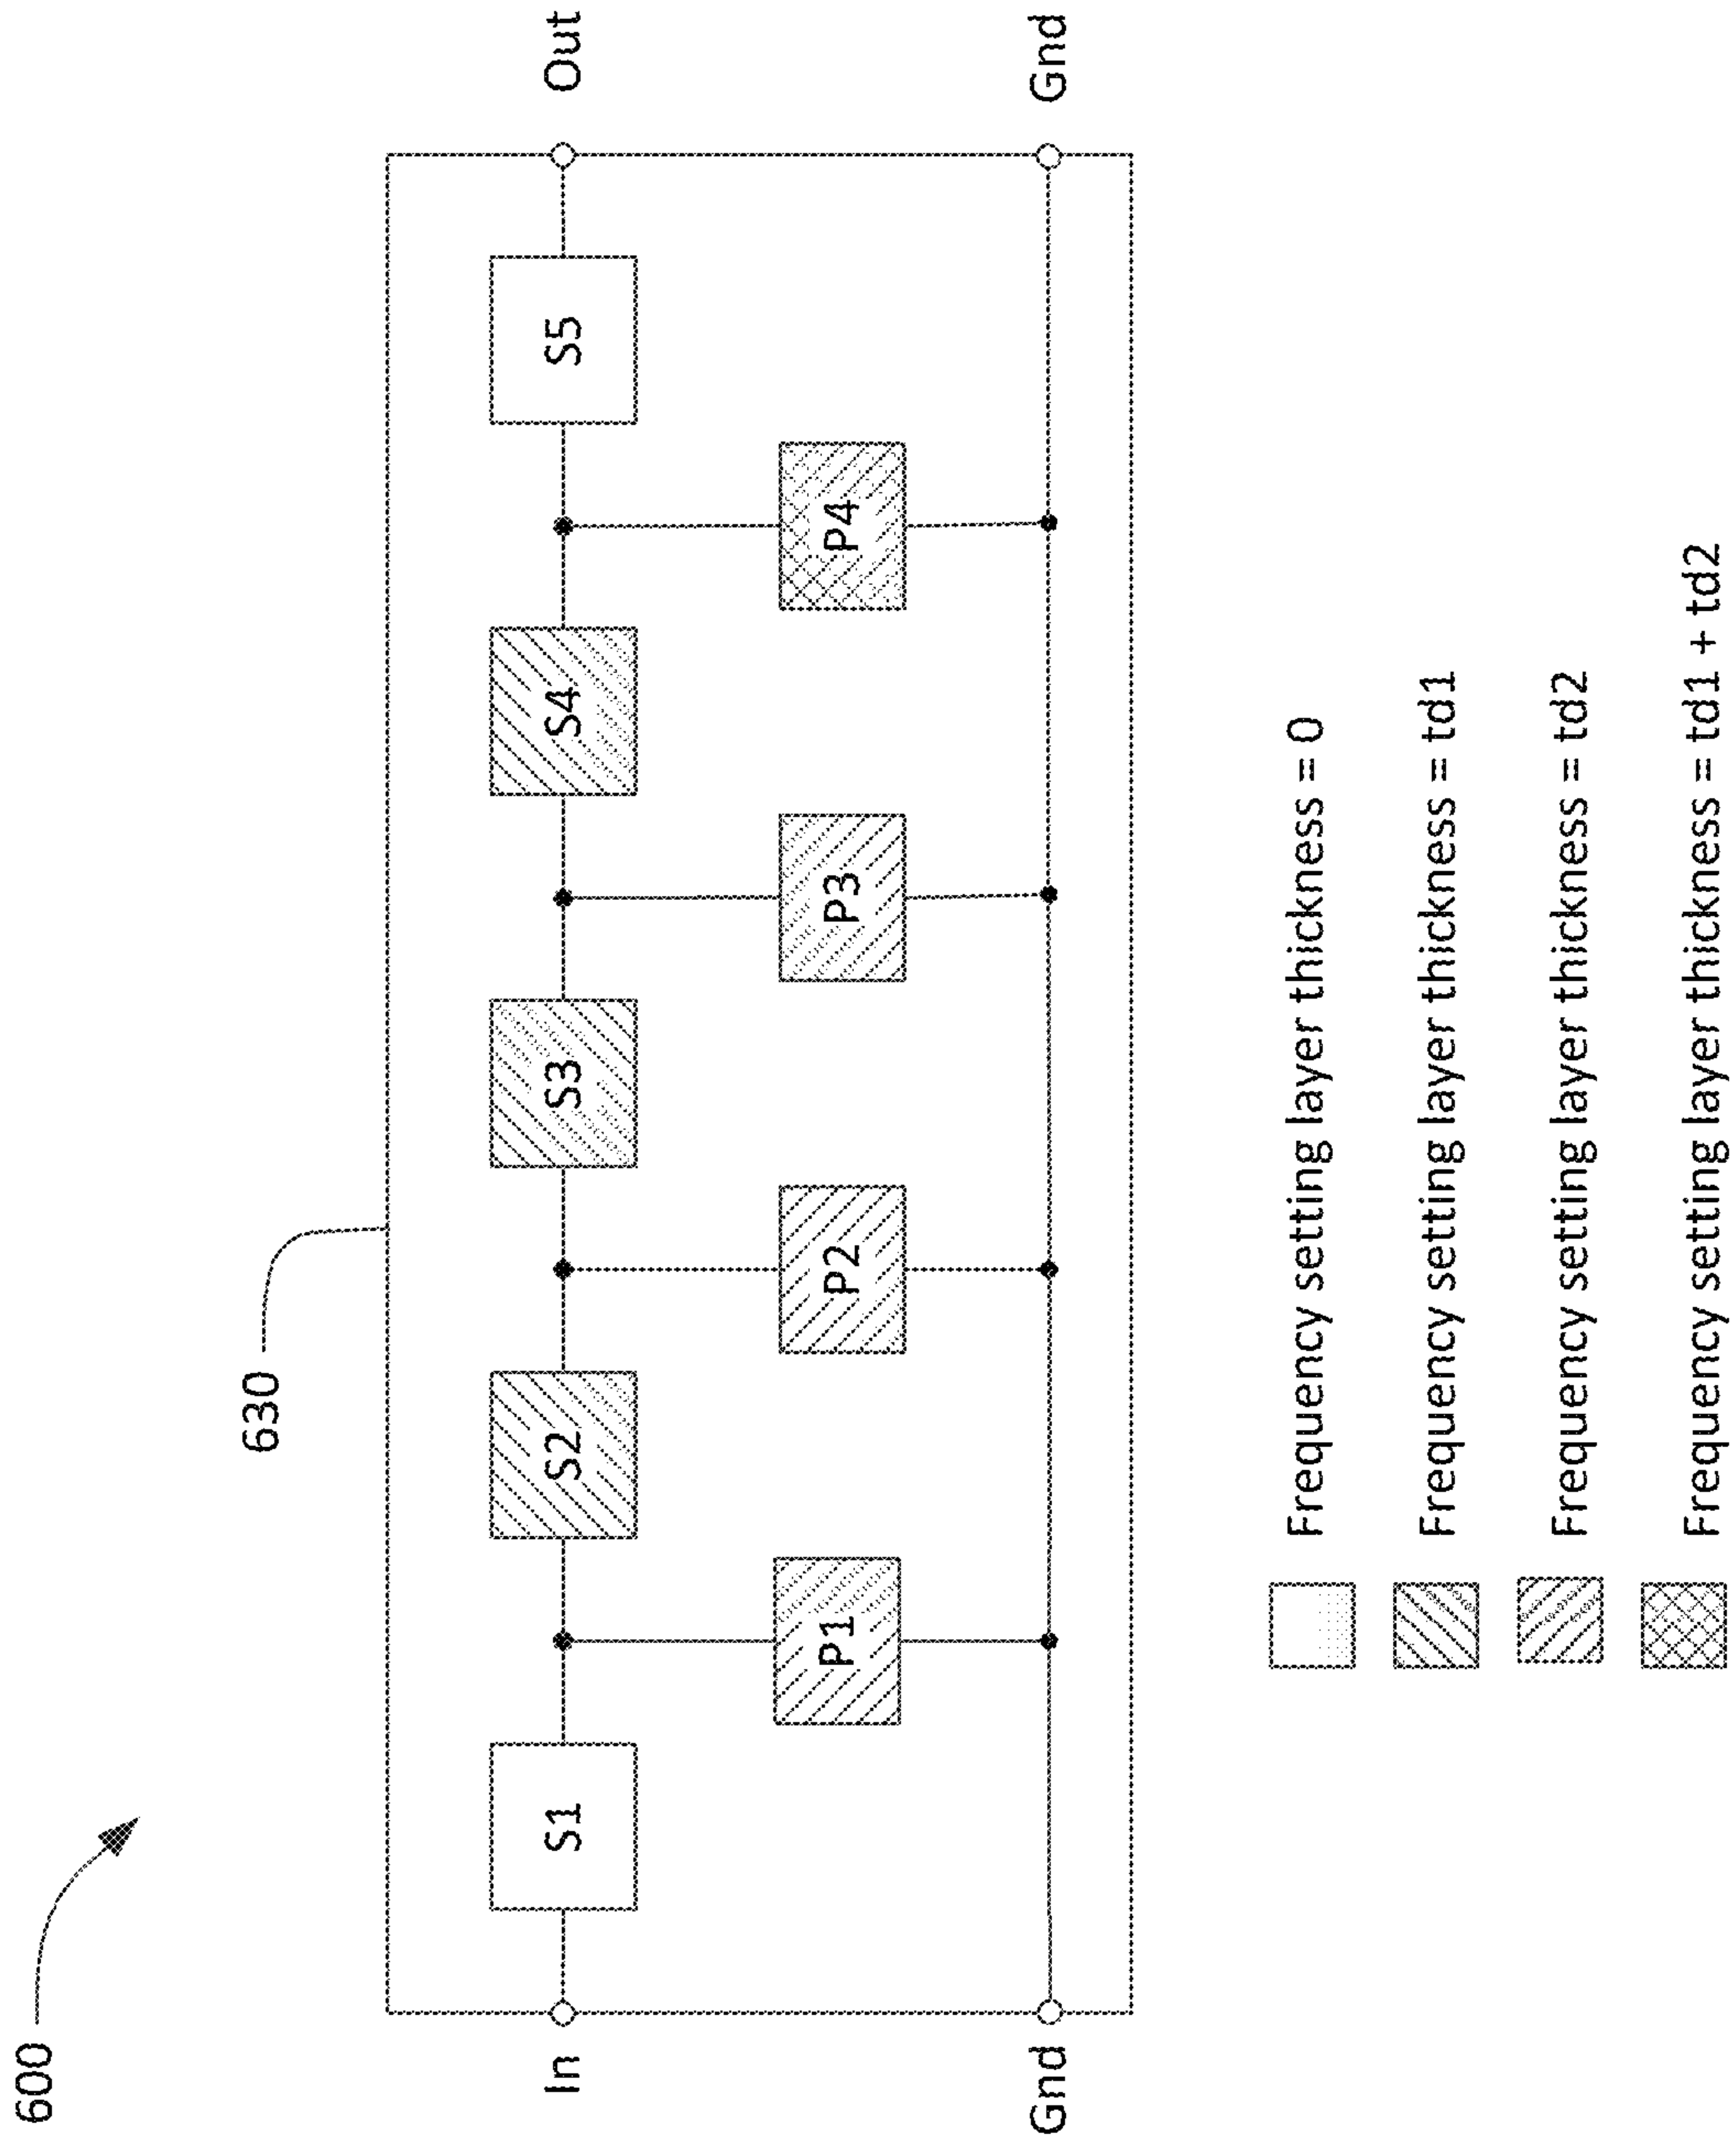 600
630
In
S1
S2
S3
S4
S5
Out
P1
P2
P3
P4
Gnd
Gnd
Frequency setting layer thickness = 0
Frequency setting layer thickness = td1
Frequency setting layer thickness = td2
Frequency setting layer thickness = td1 + td2